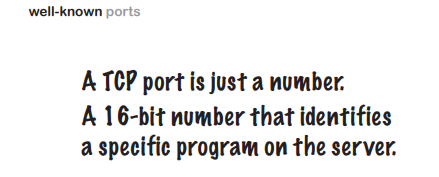 well-known ports
A TCP port is just a number.
A 16-bit number that identifies
a specific program on the server.